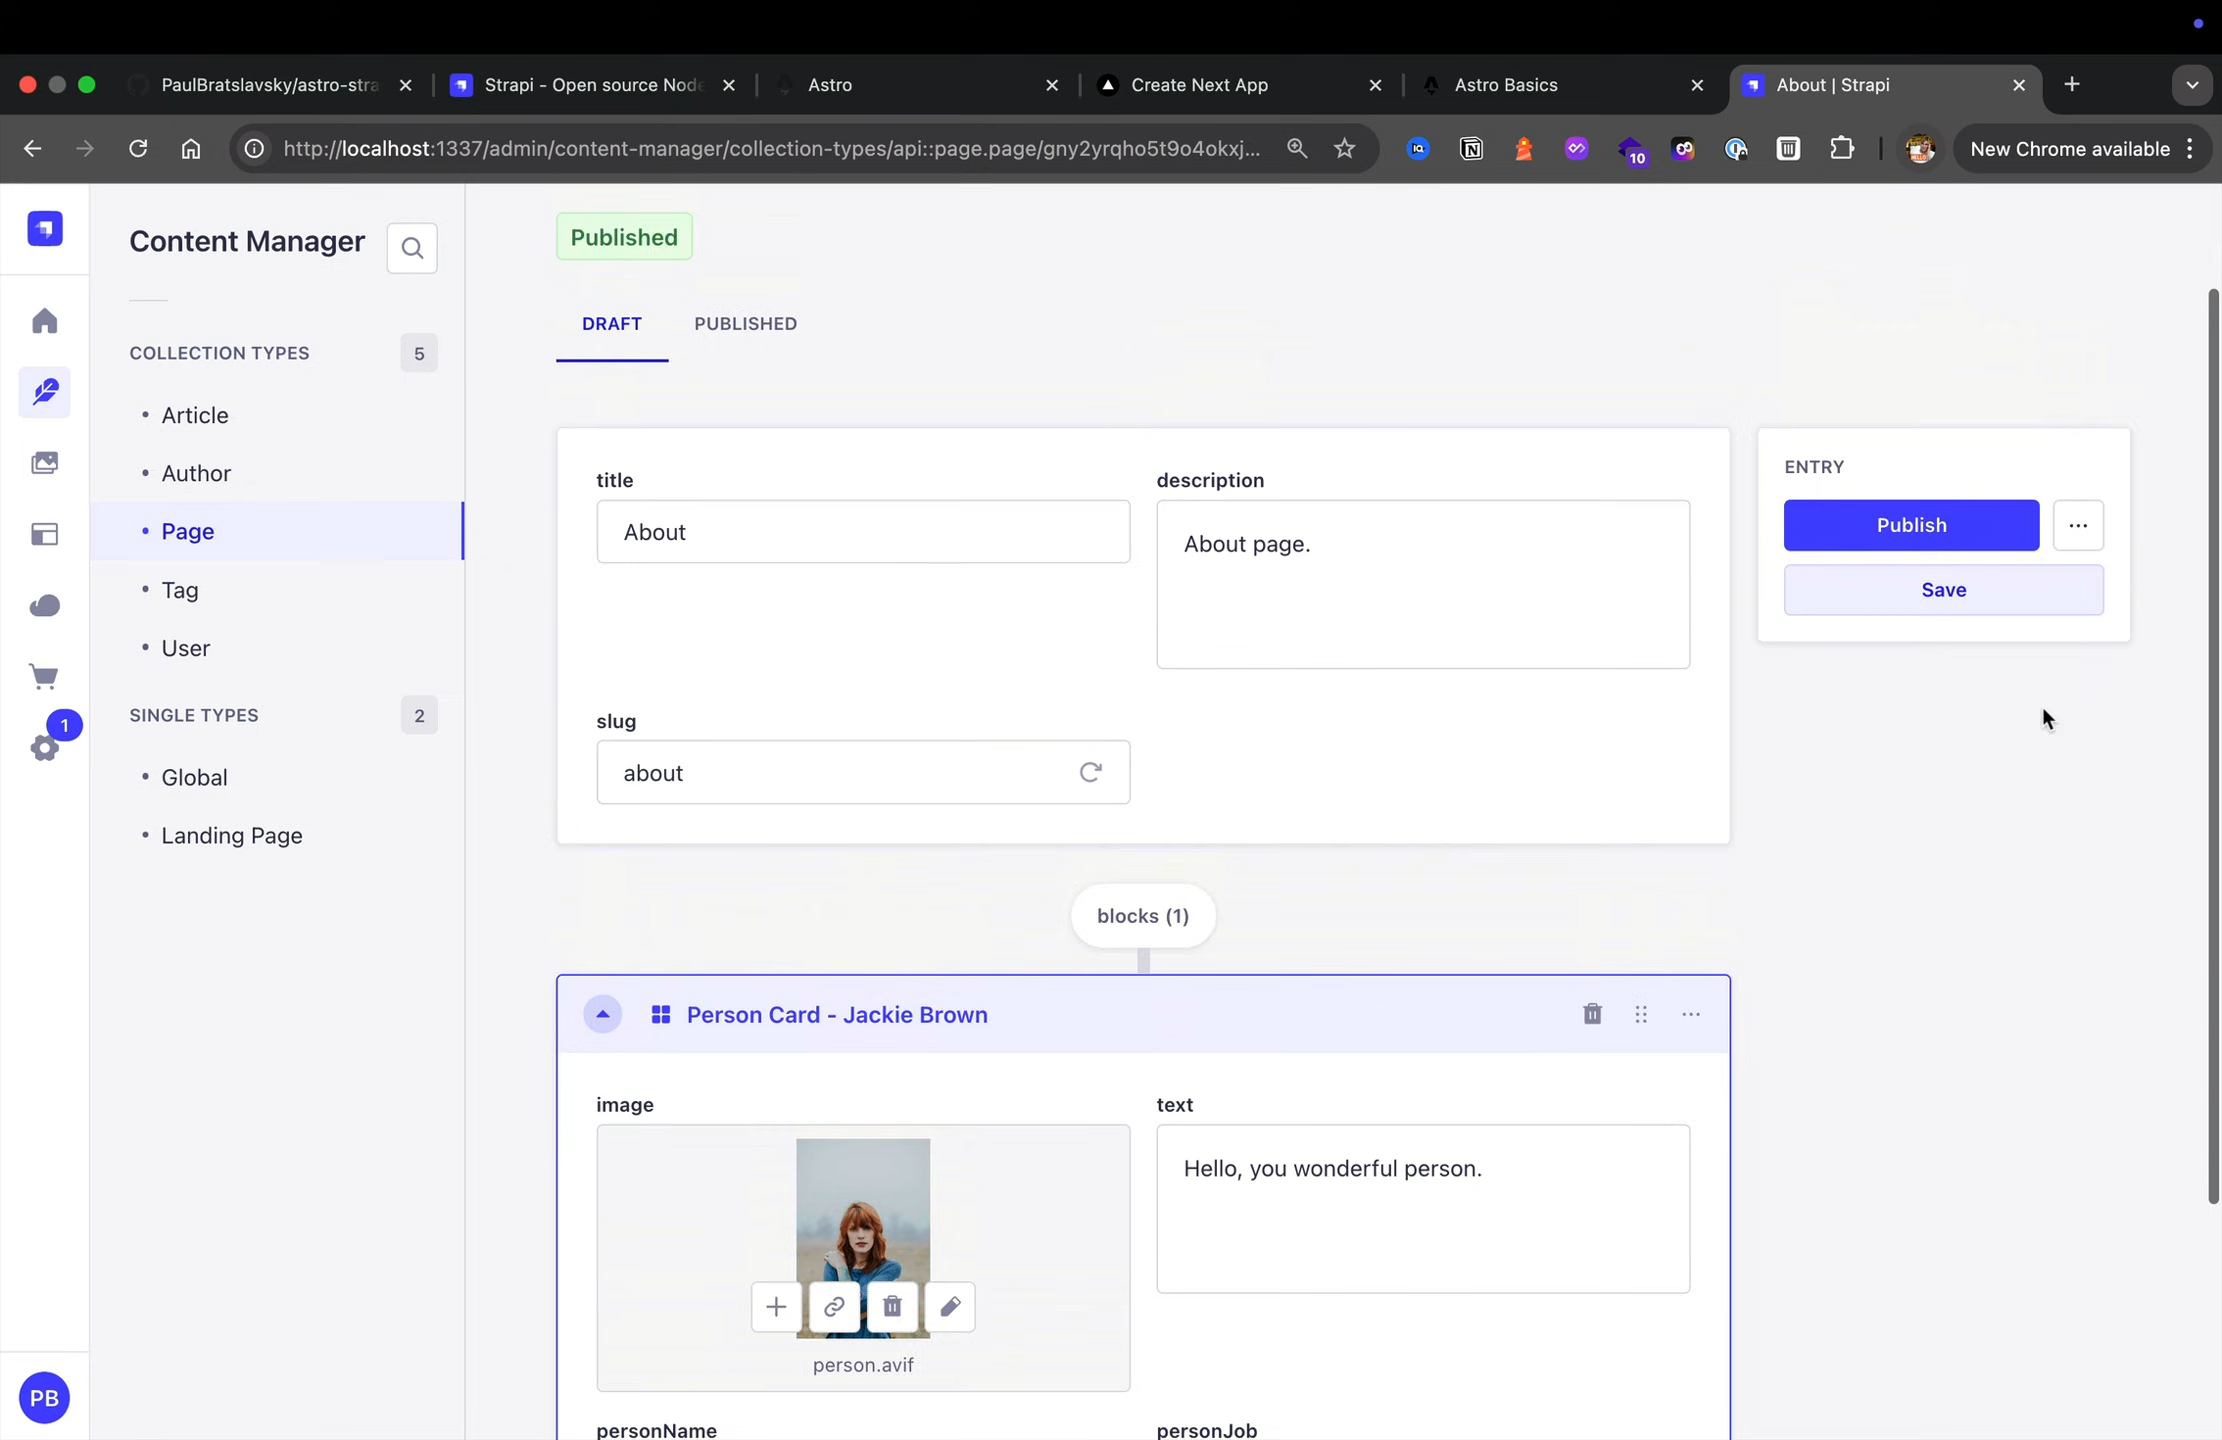 PaulBratslavsky/astro-stra
Strapi - Open source Node
Astro
Create Next App
Astro Basics
About | Strapi
http://localhost:1337/admin/content-manager/collection-types/api::page.page/gny2yrqho5t9o4okxj...
10
New Chrome available
Content Manager
COLLECTION TYPES 5
Article
Author
Page
Tag
User
SINGLE TYPES 2
Global
Landing Page
1
PB
Published
DRAFT PUBLISHED
title
About
description
About page.
slug
about
ENTRY
Publish
Save
blocks (1)
Person Card - Jackie Brown
image
person.avif
text
Hello, you wonderful person.
personName
personJob